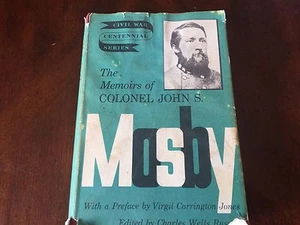 CIVIL WAR
CENTENNIAL
SERIES
The
Memoirs of
COLONEL JOHN S.
Mosby
With a Preface by Virgil Carrington Jones
Edited by Charles Wells